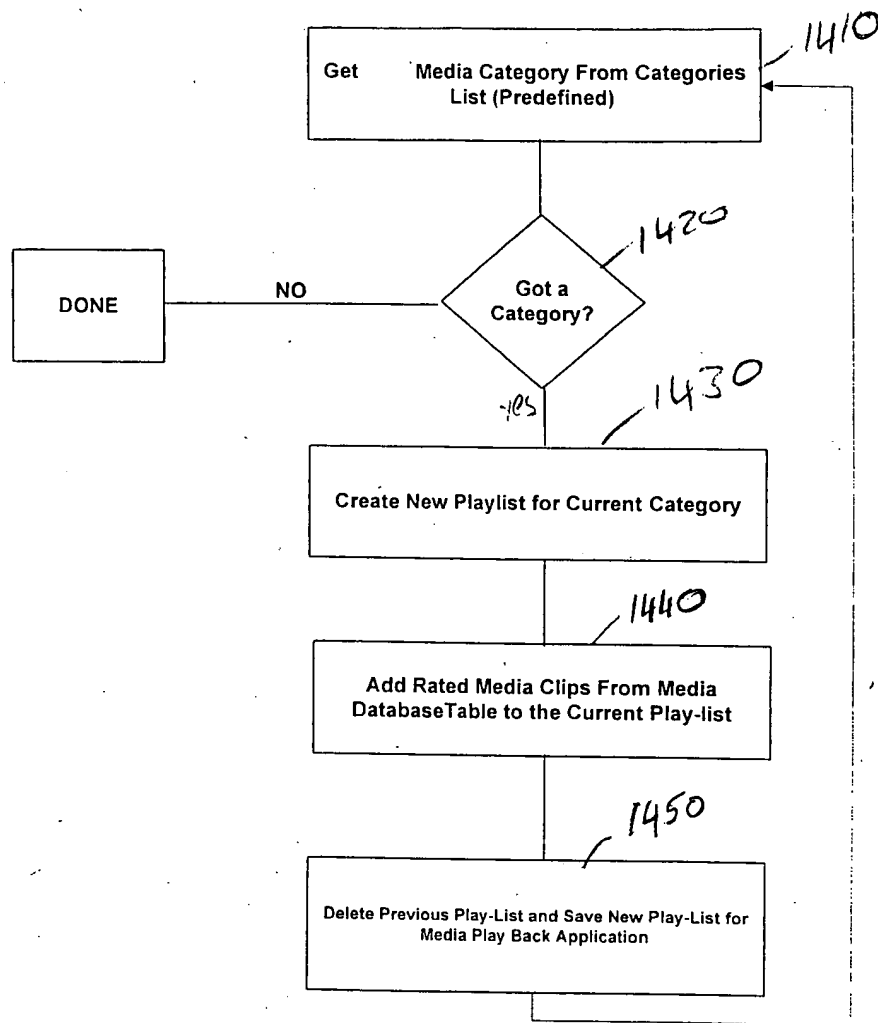 1410
Get Media Category From Categories
List (Predefined)
1420
Got a
Category?
NO
DONE
yes
1430
Create New Playlist for Current Category
1440
Add Rated Media Clips From Media
DatabaseTable to the Current Play-list
1450
Delete Previous Play-List and Save New Play-List for
Media Play Back Application